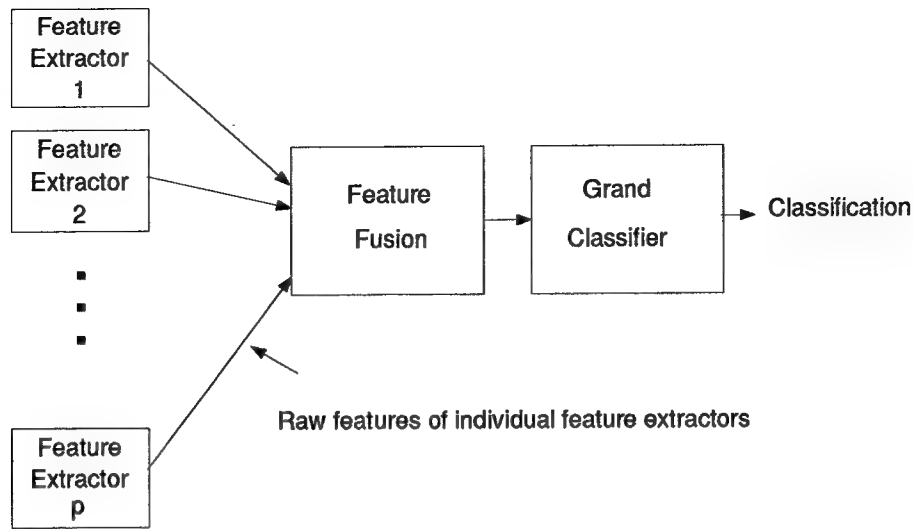 Feature
Extractor
1
Feature
Extractor
2
Feature
Fusion
Grand
Classifier
Classification
Raw features of individual feature extractors
Feature
Extractor
p